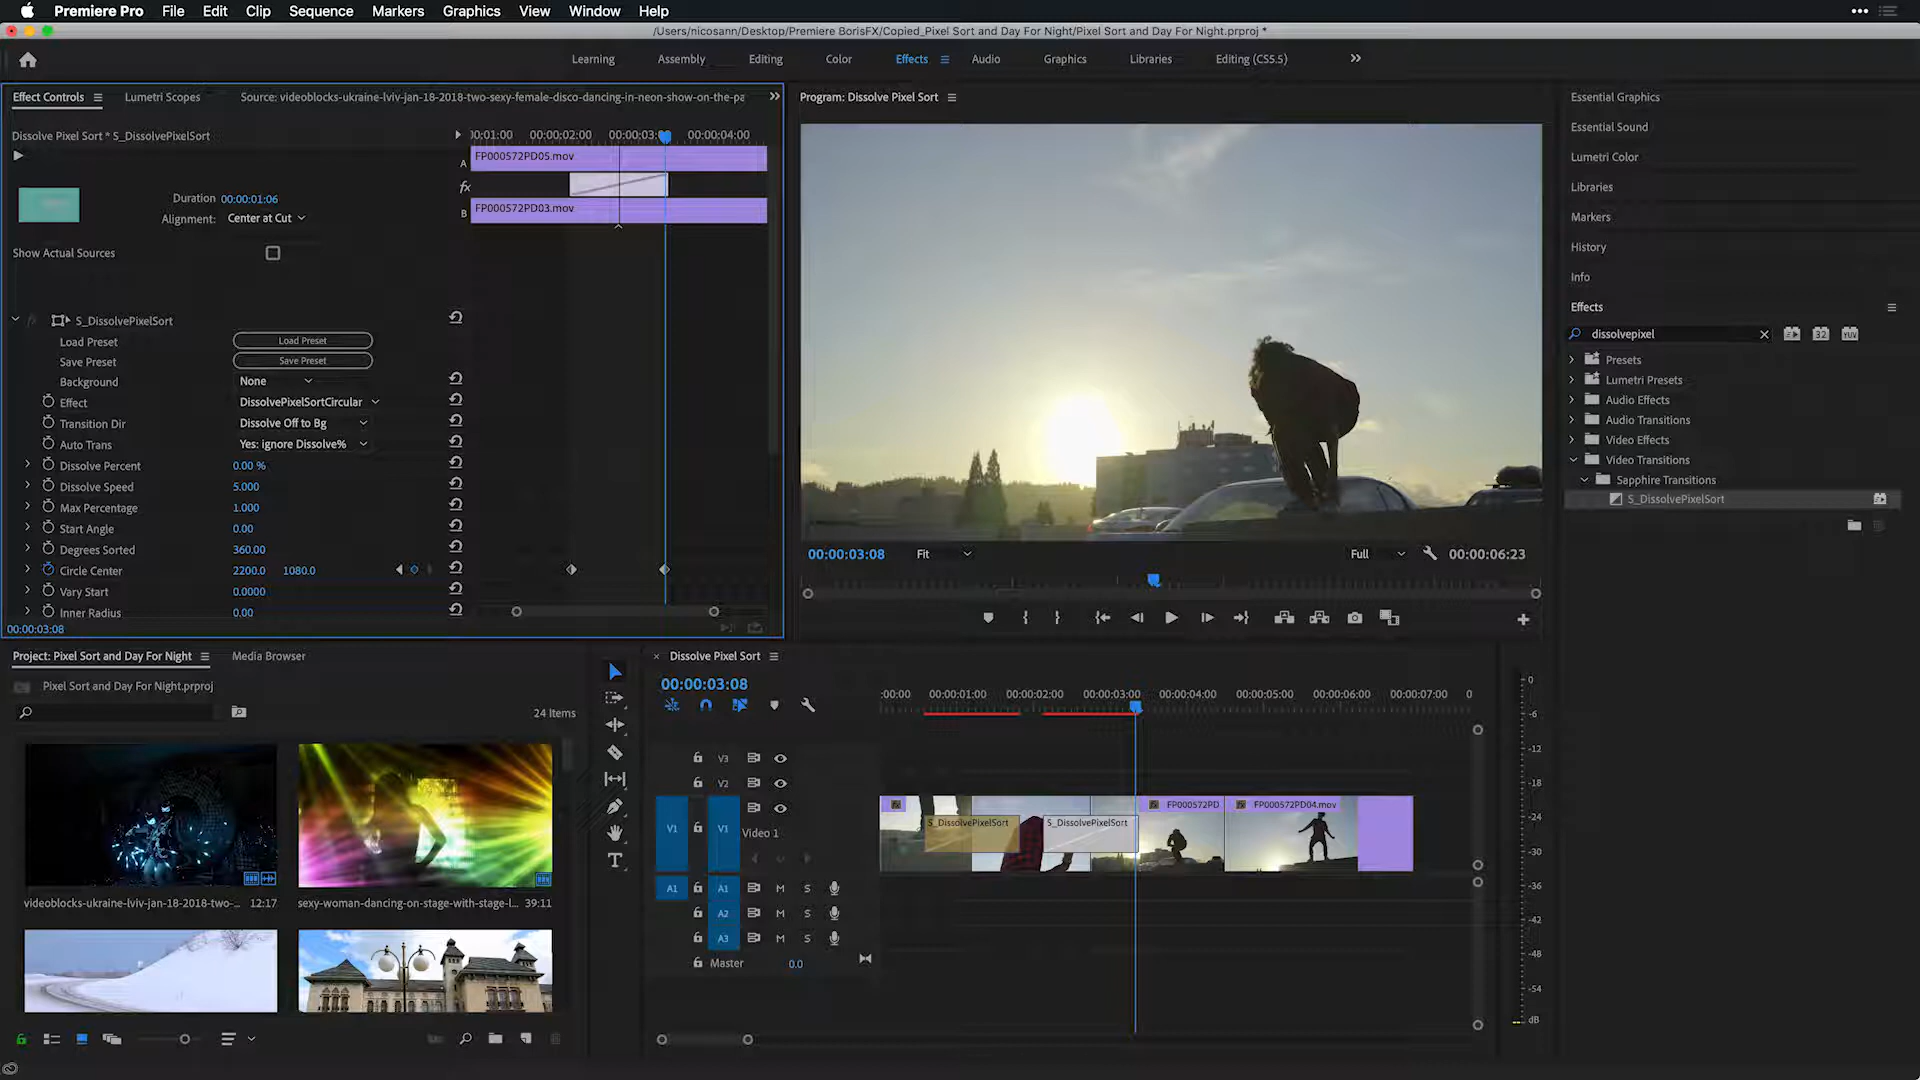 Premiere Pro File Edit Clip Sequence Markers Graphics View Window Help
/Users/nicosann/Desktop/Premiere BorisFX/Copied_Pixel Sort and Day For Night/Pixel Sort and Day For Night.prproj *
Learning Assembly Editing Color Effects Audio Graphics Libraries Editing (CS5.5)
Effect Controls Lumetri Scopes Source: videoblocks-ukraine-lviv-jan-18-2018-two-sexy-female-disco-dancing-in-neon-show-on-the-pa
Dissolve Pixel Sort * S_DissolvePixelSort
00:00:02:00 00:00:04:00
A FP000572PD05.mov
fx
B FP000572PD03.mov
Duration 00:00:01:06
Alignment: Center at Cut
Show Actual Sources
S_DissolvePixelSort
Load Preset Load Preset
Save Preset Save Preset
Background None
Effect DissolvePixelSortCircular
Transition Dir Dissolve Off to Bg
Auto Trans Yes: ignore Dissolve%
Dissolve Percent 0.00 %
Dissolve Speed 5.000
Max Percentage 1.000
Start Angle 0.00
Degrees Sorted 360.00
Circle Center 2200.0 1080.0
Vary Start 0.0000
Inner Radius 0.00
00:00:03:08
Program: Dissolve Pixel Sort
00:00:03:08 Fit Full 00:00:06:23
Essential Graphics
Essential Sound
Lumetri Color
Libraries
Markers
History
Info
Effects
dissolvepixel 32 YUV
Presets
Lumetri Presets
Audio Effects
Audio Transitions
Video Effects
Video Transitions
Sapphire Transitions
S_DissolvePixelSort
Project: Pixel Sort and Day For Night Media Browser
Pixel Sort and Day For Night.prproj
24 Items
videoblocks-ukraine-lviv-jan-18-2018-two-... 12:17
sexy-woman-dancing-on-stage-with-stage-l... 39:11
Dissolve Pixel Sort
00:00:03:08
:00:00 00:00:01:00 00:00:02:00 00:00:03:00 00:00:04:00 00:00:05:00 00:00:06:00 00:00:07:00 0
V3
V2
V1 V1 Video 1
FP000572PD FP000572PD04.mov
S_DissolvePixelSort S_DissolvePixelSort
A1 A1 M S
A2 M S
A3 M S
Master 0.0
0
-6
-12
-18
-24
-30
-36
-42
-48
-54
dB